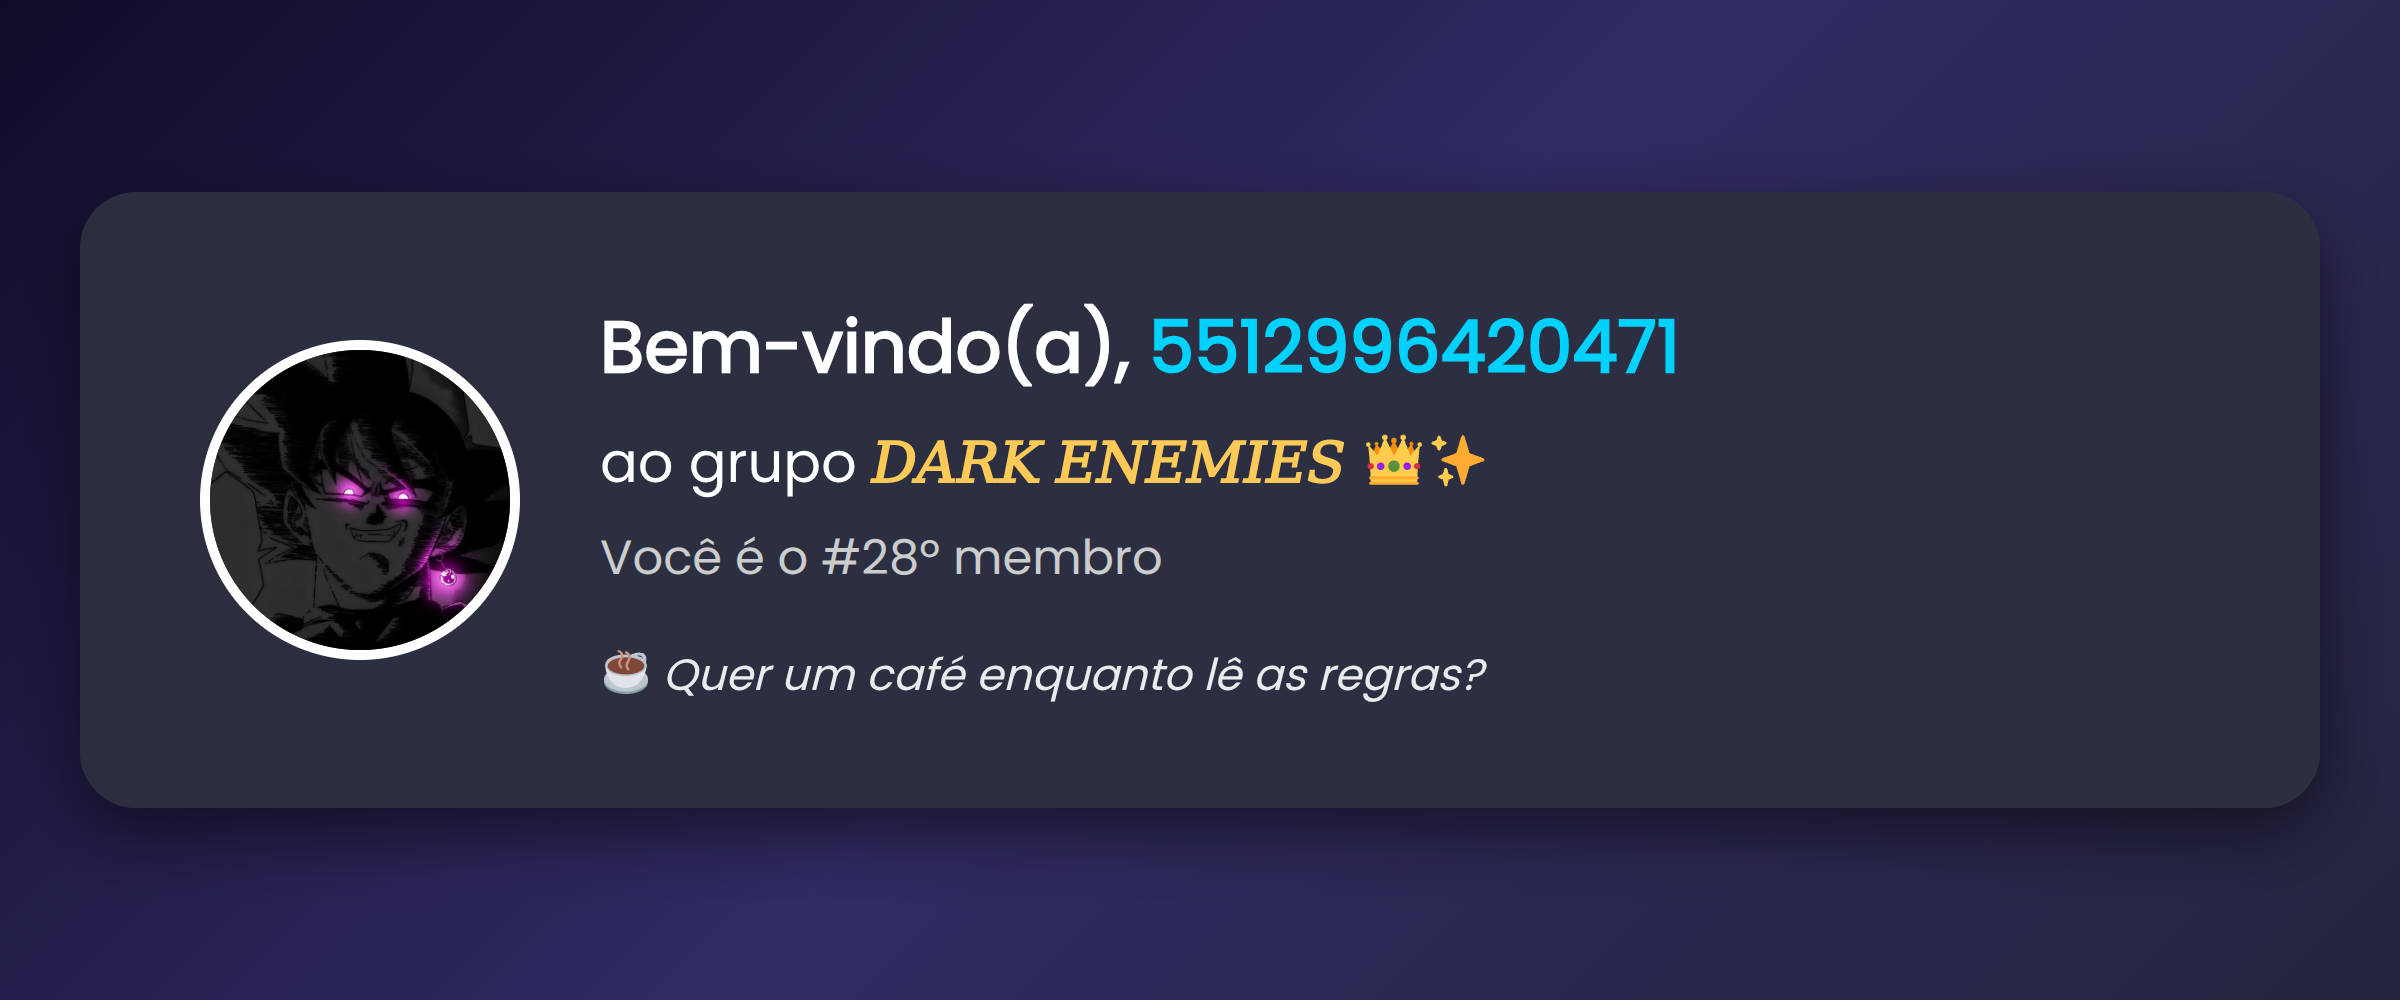 Bem-vindo(a), 5512996420471
ao grupo DARK ENEMIES 👑✨
Você é o #28º membro
☕ Quer um café enquanto lê as regras?